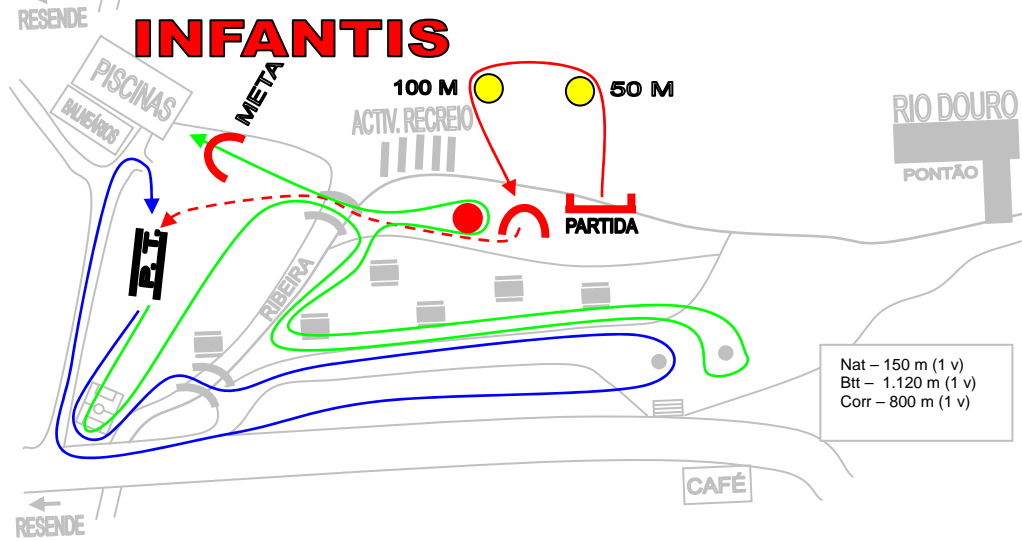 RESENDE
INFANTIS
PISCINAS
BALNEÁRIOS
META
100 M
50 M
ACTIV. RECREIO
RIO DOURO
PONTÃO
PARTIDA
P. T.
RIBEIRA
Nat – 150 m (1 v)
Btt – 1.120 m (1 v)
Corr – 800 m (1 v)
CAFÉ
RESENDE